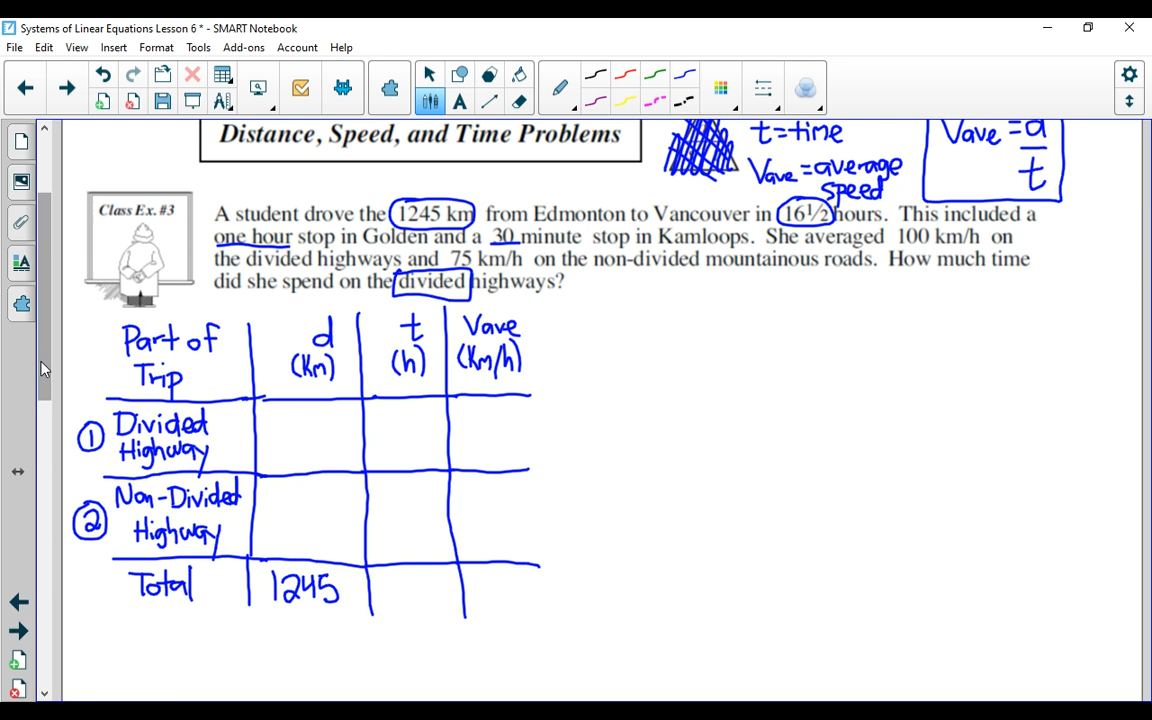 Systems of Linear Equations Lesson 6 * - SMART Notebook
File Edit View Insert Format Tools Add-ons Account Help
Distance, Speed, and Time Problems
t=time
Vave =average
speed
Vave = d
t
Class Ex. #3
A student drove the 1245 km from Edmonton to Vancouver in 16½ hours. This included a
one hour stop in Golden and a 30 minute stop in Kamloops. She averaged 100 km/h on
the divided highways and 75 km/h on the non-divided mountainous roads. How much time
did she spend on the divided highways?
Part of Trip d (km) t (h) Vave (Km/h)
① Divided Highway
② Non-Divided Highway
Total 1245